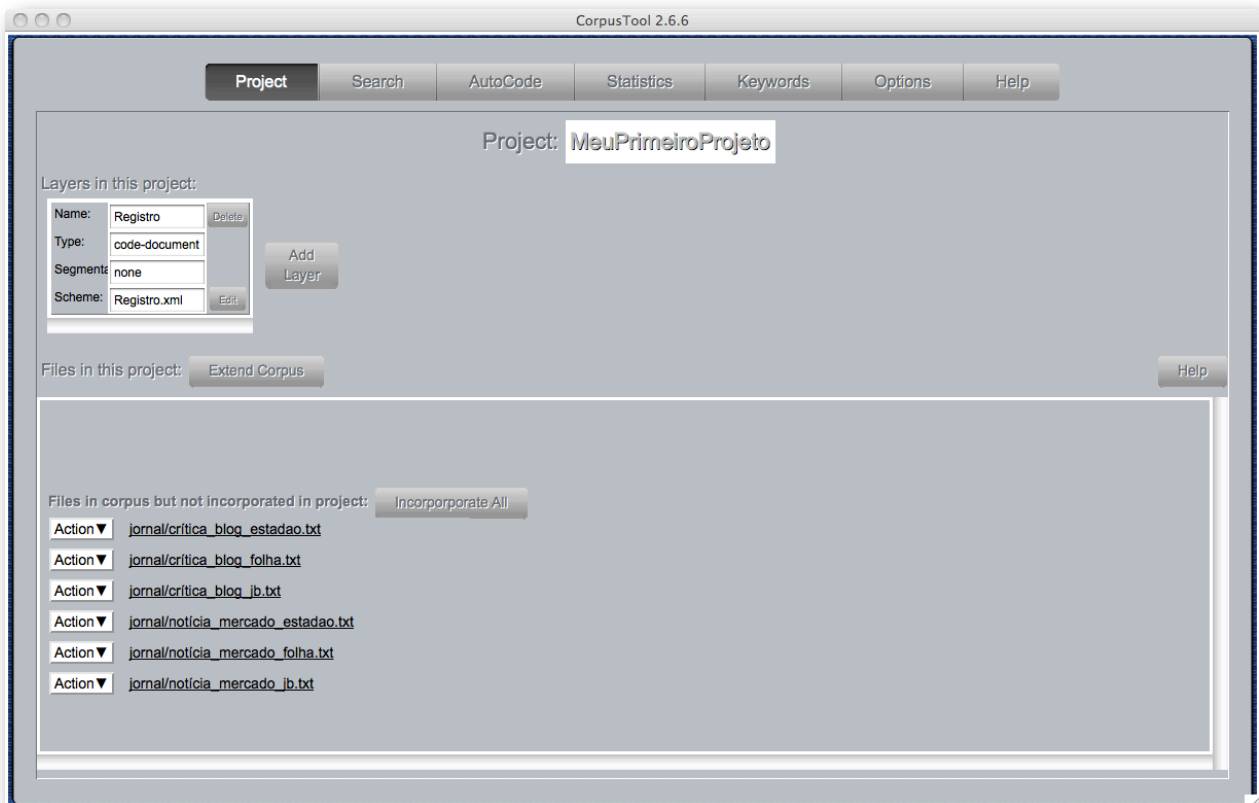 CorpusTool 2.6.6
Project Search AutoCode Statistics Keywords Options Help
Project: MeuPrimeiroProjeto
Layers in this project:
Name: Registro Delete
Type: code-document
Segmenta none
Scheme: Registro.xml Edit
Add
Layer
Files in this project: Extend Corpus Help
Files in corpus but not incorporated in project: Incorporporate All
Action▼ jornal/crítica_blog_estadao.txt
Action▼ jornal/crítica_blog_folha.txt
Action▼ jornal/crítica_blog_jb.txt
Action▼ jornal/notícia_mercado_estadao.txt
Action▼ jornal/notícia_mercado_folha.txt
Action▼ jornal/notícia_mercado_jb.txt